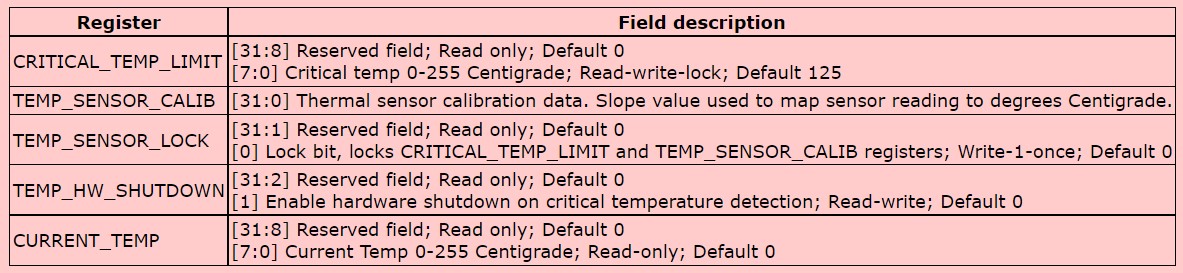 Register Field description
CRITICAL_TEMP_LIMIT
[31:8] Reserved field; Read only; Default 0
[7:0] Critical temp 0-255 Centigrade; Read-write-lock; Default 125
TEMP_SENSOR_CALIB [31:0] Thermal sensor calibration data. Slope value used to map sensor reading to degrees Centigrade.
TEMP_SENSOR_LOCK
[31:1] Reserved field; Read only; Default 0
[0] Lock bit, locks CRITICAL_TEMP_LIMIT and TEMP_SENSOR_CALIB registers; Write-1-once; Default 0
TEMP_HW_SHUTDOWN
[31:2] Reserved field; Read only; Default 0
[1] Enable hardware shutdown on critical temperature detection; Read-write; Default 0
CURRENT_TEMP
[31:8] Reserved field; Read only; Default 0
[7:0] Current Temp 0-255 Centigrade; Read-only; Default 0